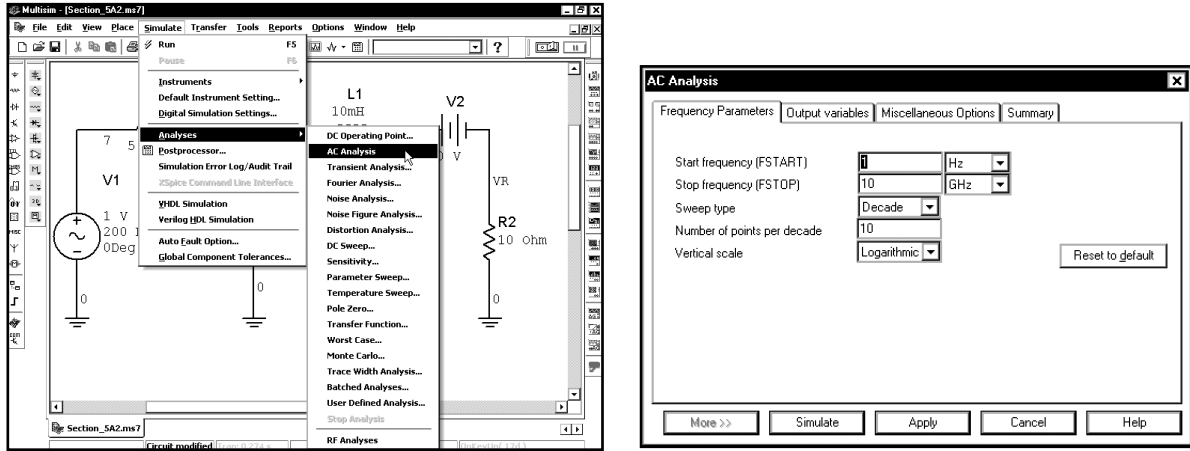 Multisim - [Section_5A2.ms7]
File Edit View Place Simulate Transfer Tools Reports Options Window Help
Run F5
Pause F6
Instruments
Default Instrument Setting...
Digital Simulation Settings...
Analyses
Postprocessor...
Simulation Error Log/Audit Trail
XSpice Command Line Interface
VHDL Simulation
Verilog HDL Simulation
Auto Fault Option...
Global Component Tolerances...
DC Operating Point...
AC Analysis
Transient Analysis...
Fourier Analysis...
Noise Analysis...
Noise Figure Analysis...
Distortion Analysis...
DC Sweep...
Sensitivity...
Parameter Sweep...
Temperature Sweep...
Pole Zero...
Transfer Function...
Worst Case...
Monte Carlo...
Trace Width Analysis...
Batched Analyses...
User Defined Analysis...
Stop Analysis
RF Analyses
L1
10mH
V2
V
7
5
V1
1 V
200
0Deg
VR
R2
10 Ohm
0
0
0
MISC
Section_5A2.ms7
Circuit modified Tran: 0.274 s
AC Analysis
Frequency Parameters Output variables Miscellaneous Options Summary
Start frequency (FSTART) 1 Hz
Stop frequency (FSTOP) 10 GHz
Sweep type Decade
Number of points per decade 10
Vertical scale Logarithmic
Reset to default
More >> Simulate Apply Cancel Help